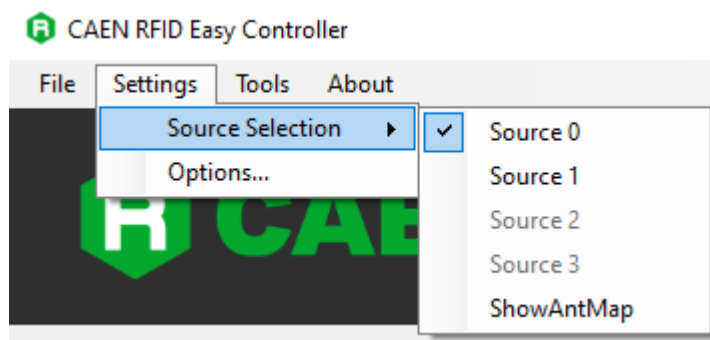 CAEN RFID Easy Controller
File Settings Tools About
Source Selection
Options...
Source 0
Source 1
Source 2
Source 3
ShowAntMap
R CAE